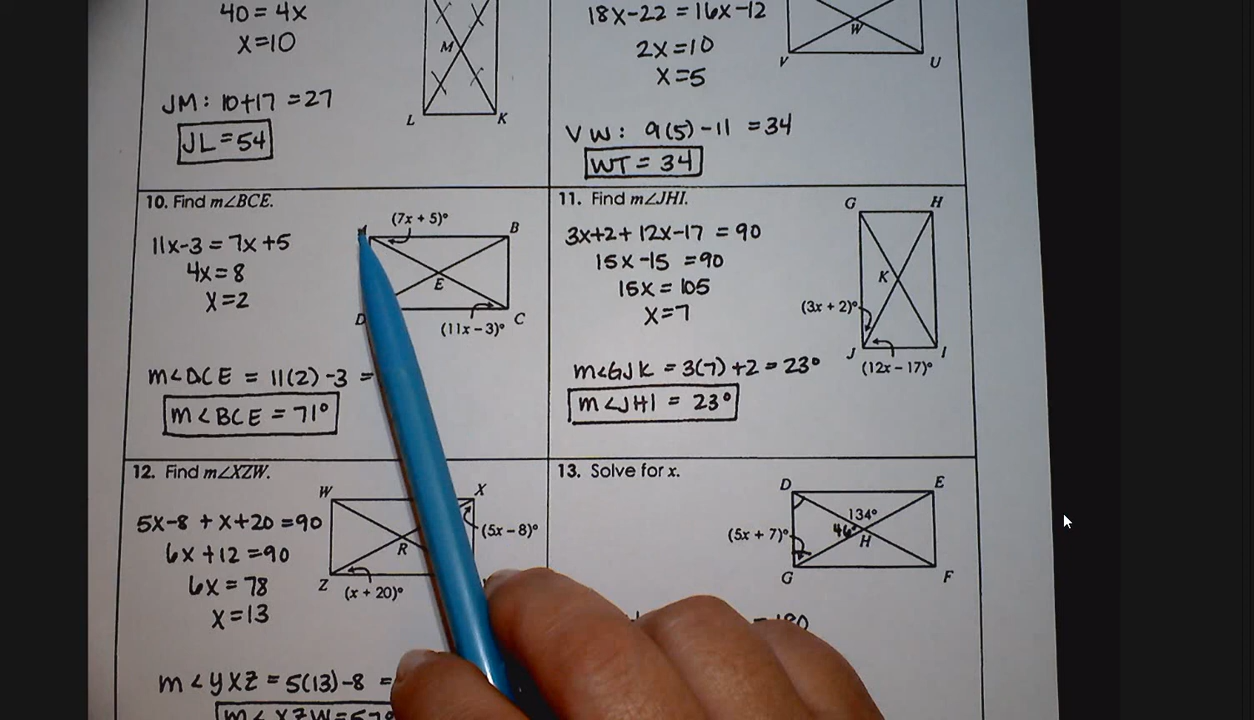 40 = 4x
x=10
JM: 10+17 = 27
JL = 54
M
L
K
18x-22 = 16x-12
2x=10
x=5
VW: 9(5)-11 = 34
WT = 34
W
V
U
10. Find m∠BCE.
11x-3 = 7x+5
4x=8
x=2
m∠DCE = 11(2)-3 =
m∠BCE = 71°
(7x + 5)°
B
E
D
C
(11x – 3)°
11. Find m∠JHI.
3x+2+12x-17 = 90
15x-15 = 90
15x = 105
x=7
m∠GJK = 3(7)+2 = 23°
m∠JHI = 23°
G
H
K
(3x + 2)°
J
I
(12x – 17)°
12. Find m∠XZW.
5x-8 + x+20 = 90
6x+12 = 90
6x = 78
x=13
m∠YXZ = 5(13)-8 =
m∠XZW = 57°
W
X
(5x – 8)°
R
Z
(x + 20)°
13. Solve for x.
D
E
134°
(5x + 7)°
46°
H
G
F
= 180